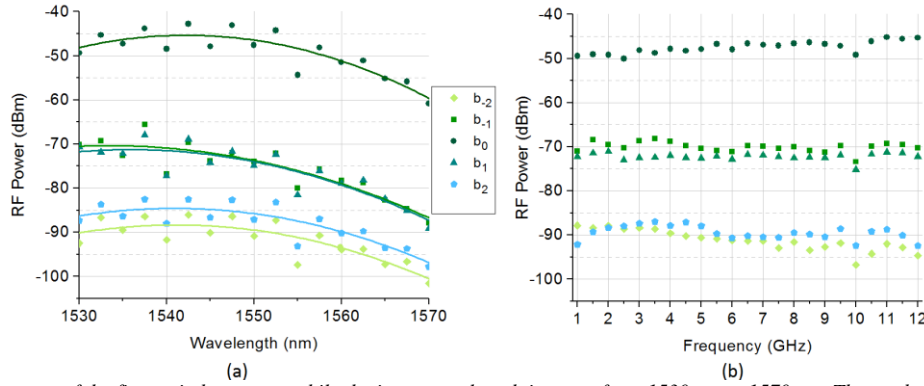 -40
-50
-60
-70
-80
-90
-100
RF Power (dBm)
1530
1540
1550
1560
1570
Wavelength (nm)
(a)
b-2
b-1
b0
b1
b2
-40
-50
-60
-70
-80
-90
-100
RF Power (dBm)
1 2 3 4 5 6 7 8 9 10 11 12
Frequency (GHz)
(b)